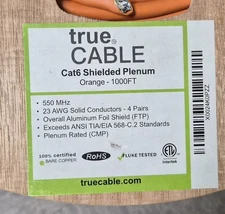 true
CABLE
Cat6 Shielded Plenum
Orange - 1000FT
• 550 MHz
• 23 AWG Solid Conductors - 4 Pairs
• Overall Aluminum Foil Shield (FTP)
• Exceeds ANSI TIA/EIA 568-C.2 Standards
• Plenum Rated (CMP)
100% certified
BARE COPPER
RoHS
FLUKE TESTED
ETL
Intertek
truecable.com